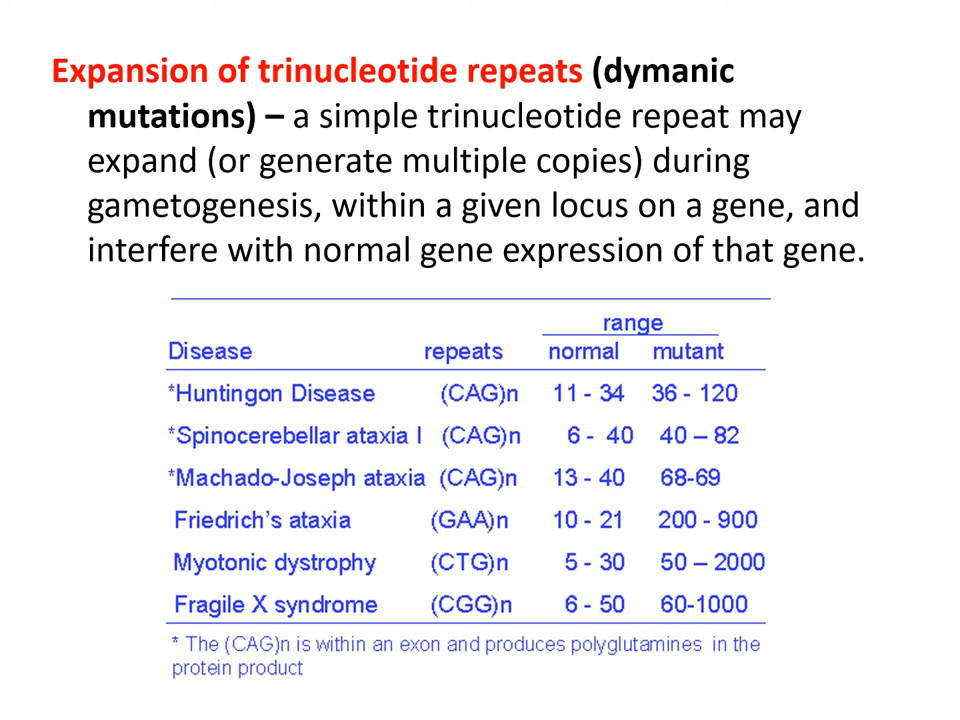 Expansion of trinucleotide repeats (dymanic
mutations) – a simple trinucleotide repeat may
expand (or generate multiple copies) during
gametogenesis, within a given locus on a gene, and
interfere with normal gene expression of that gene.
range
Disease repeats normal mutant
*Huntingon Disease (CAG)n 11 - 34 36 - 120
*Spinocerebellar ataxia I (CAG)n 6 - 40 40 – 82
*Machado-Joseph ataxia (CAG)n 13 - 40 68-69
Friedrich’s ataxia (GAA)n 10 - 21 200 - 900
Myotonic dystrophy (CTG)n 5 - 30 50 – 2000
Fragile X syndrome (CGG)n 6 - 50 60-1000
* The (CAG)n is within an exon and produces polyglutamines in the
protein product